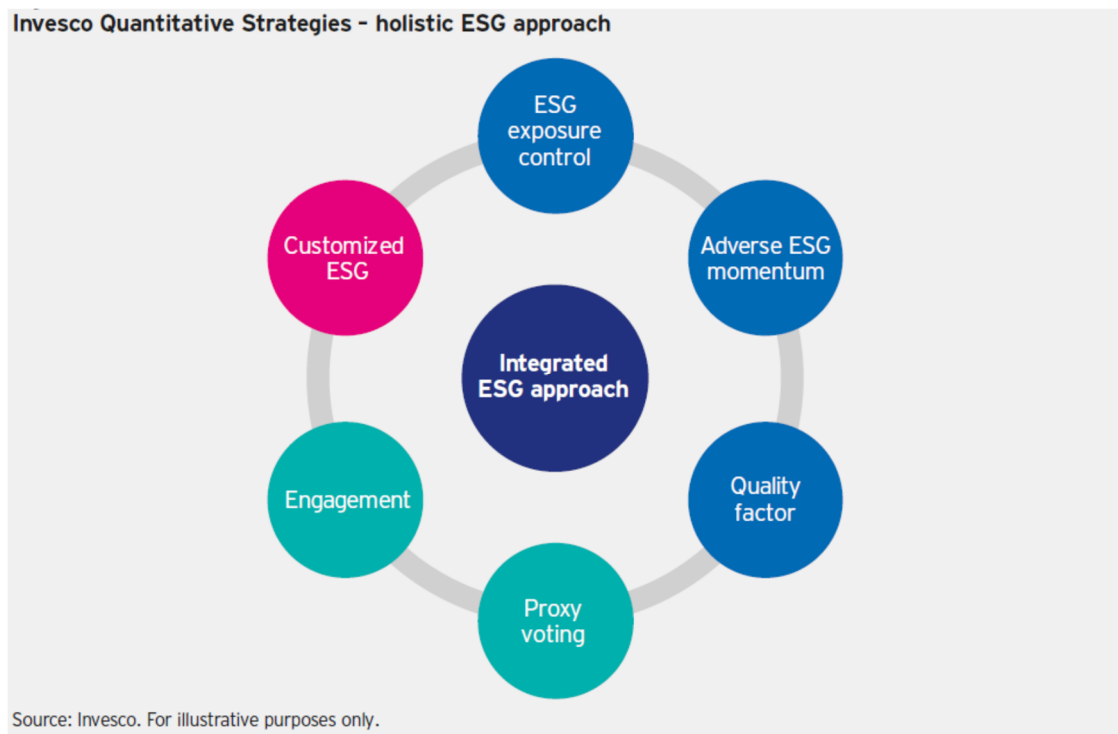 Invesco Quantitative Strategies – holistic ESG approach
ESG
exposure
control
Adverse ESG
momentum
Quality
factor
Proxy
voting
Engagement
Customized
ESG
Integrated
ESG approach
Source: Invesco. For illustrative purposes only.